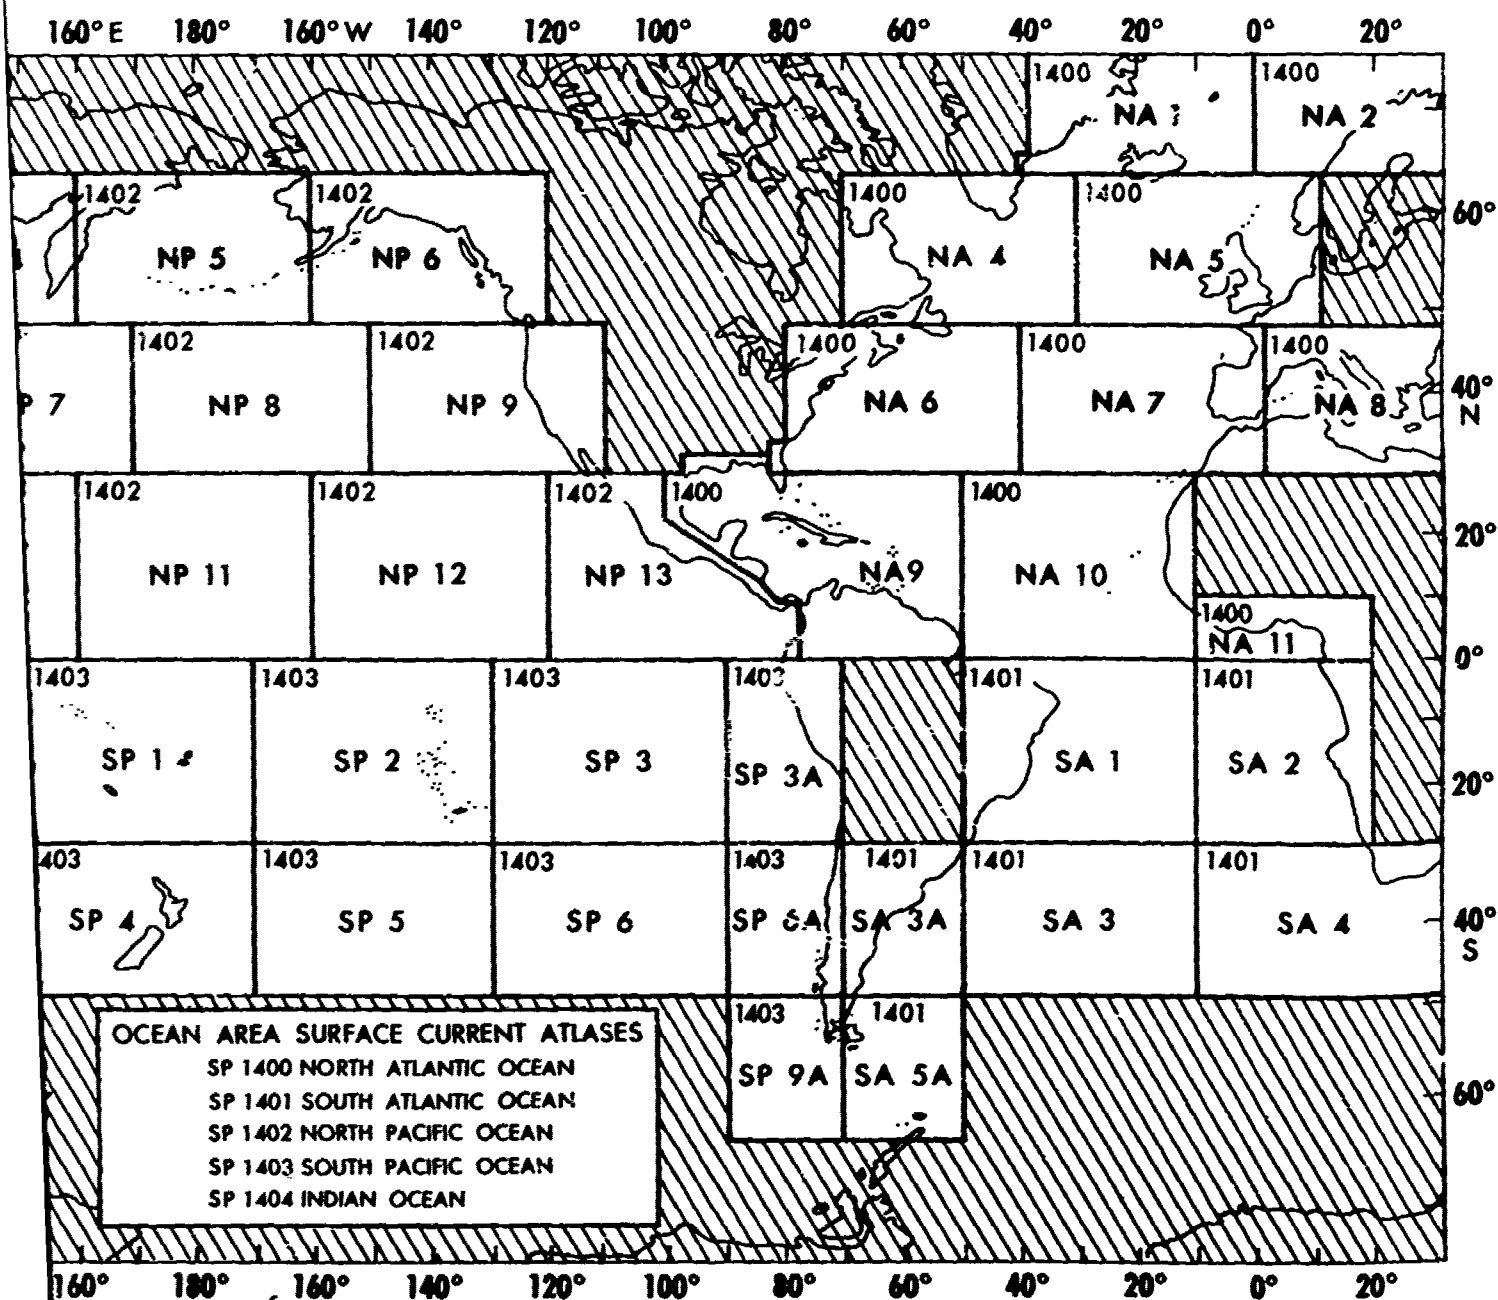 160° E 180° 160° W 140° 120° 100° 80° 60° 40° 20° 0° 20°
1400 1400
NA NA 2
1402 1402 1400 1400
60°
NP 5 NP 6 NA 4 NA 5
1402 1402 1400 1400 1400
P 7 NP 8 NP 9 NA 6 NA 7 NA 8 40°
N
1402 1402 1402 1400 1400
20°
NP 11 NP 12 NP 13 NA9 NA 10
1400
NA 11
0°
1403 1403 1403 1403 1401 1401
SP 1 SP 2 SP 3 SP 3A SA 1 SA 2
20°
403 1403 1403 1403 1401 1401 1401
SP 4 SP 5 SP 6 SP 6A SA 3A SA 3 SA 4 40°
S
1403 1401
OCEAN AREA SURFACE CURRENT ATLASES
SP 1400 NORTH ATLANTIC OCEAN
SP 9A SA 5A
60°
SP 1401 SOUTH ATLANTIC OCEAN
SP 1402 NORTH PACIFIC OCEAN
SP 1403 SOUTH PACIFIC OCEAN
SP 1404 INDIAN OCEAN
160° 180° 160° 140° 120° 100° 80° 60° 40° 20° 0° 20°